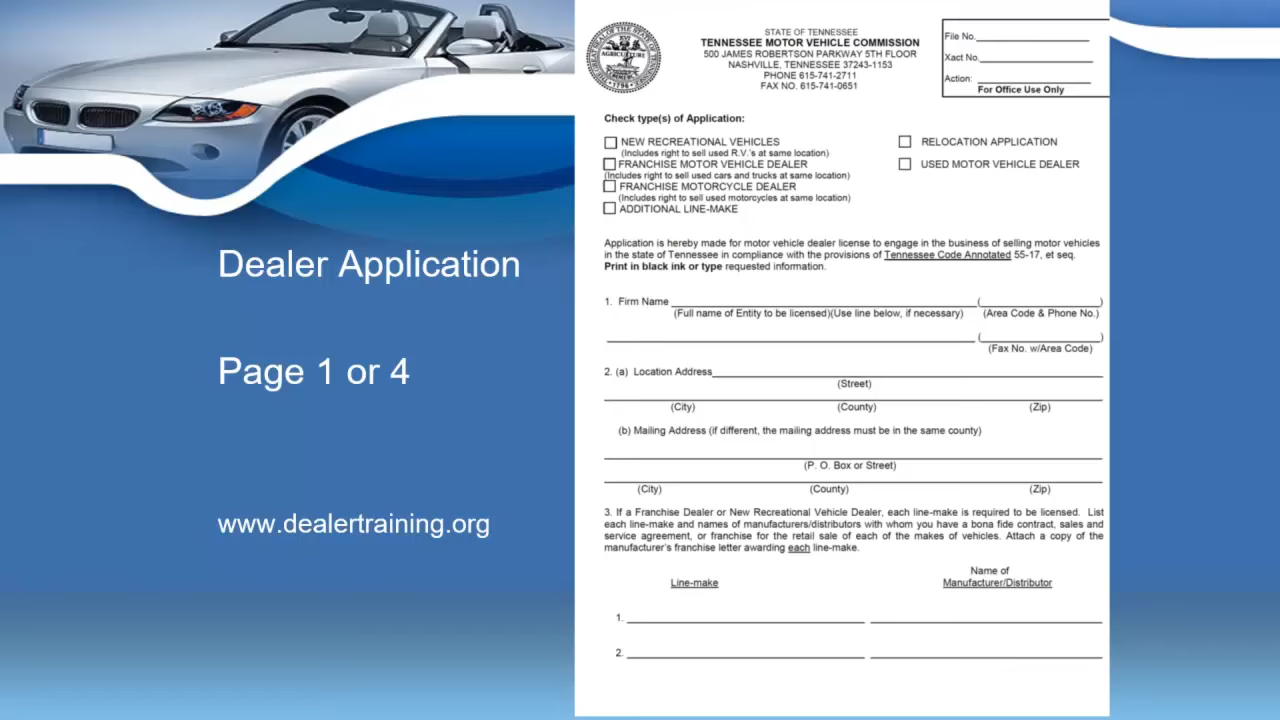 Dealer Application
Page 1 or 4
www.dealertraining.org
AGRICULTURE
STATE OF TENNESSEE
TENNESSEE MOTOR VEHICLE COMMISSION
500 JAMES ROBERTSON PARKWAY 5TH FLOOR
NASHVILLE, TENNESSEE 37243-1153
PHONE 615-741-2711
FAX NO. 615-741-0651
File No.
Xact No.
Action:
For Office Use Only
Check type(s) of Application:
NEW RECREATIONAL VEHICLES
(Includes right to sell used R.V.'s at same location)
FRANCHISE MOTOR VEHICLE DEALER
(Includes right to sell used cars and trucks at same location)
FRANCHISE MOTORCYCLE DEALER
(Includes right to sell used motorcycles at same location)
ADDITIONAL LINE-MAKE
RELOCATION APPLICATION
USED MOTOR VEHICLE DEALER
Application is hereby made for motor vehicle dealer license to engage in the business of selling motor vehicles
in the state of Tennessee in compliance with the provisions of Tennessee Code Annotated 55-17, et seq.
Print in black ink or type requested information.
1. Firm Name ( )
(Full name of Entity to be licensed)(Use line below, if necessary) (Area Code & Phone No.)
( )
(Fax No. w/Area Code)
2. (a) Location Address
(Street)
(City) (County) (Zip)
(b) Mailing Address (if different, the mailing address must be in the same county)
(P. O. Box or Street)
(City) (County) (Zip)
3. If a Franchise Dealer or New Recreational Vehicle Dealer, each line-make is required to be licensed. List
each line-make and names of manufacturers/distributors with whom you have a bona fide contract, sales and
service agreement, or franchise for the retail sale of each of the makes of vehicles. Attach a copy of the
manufacturer's franchise letter awarding each line-make.
Name of
Line-make Manufacturer/Distributor
1.
2.